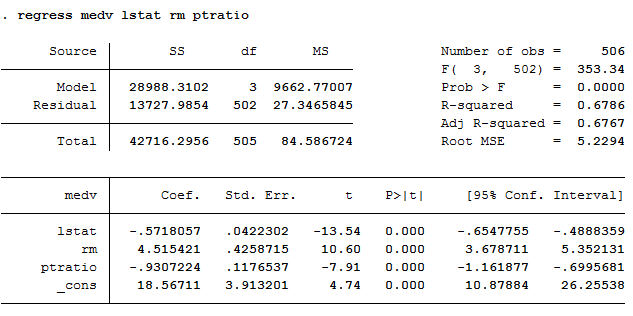 . regress medv lstat rm ptratio
Source | SS df MS Number of obs = 506
F( 3, 502) = 353.34
Model | 28988.3102 3 9662.77007 Prob > F = 0.0000
Residual | 13727.9854 502 27.3465845 R-squared = 0.6786
Adj R-squared = 0.6767
Total | 42716.2956 505 84.586724 Root MSE = 5.2294
medv | Coef. Std. Err. t P>|t| [95% Conf. Interval]
lstat | -.5718057 .0422302 -13.54 0.000 -.6547755 -.4888359
rm | 4.515421 .4258715 10.60 0.000 3.678711 5.352131
ptratio | -.9307224 .1176537 -7.91 0.000 -1.161877 -.6995681
_cons | 18.56711 3.913201 4.74 0.000 10.87884 26.25538